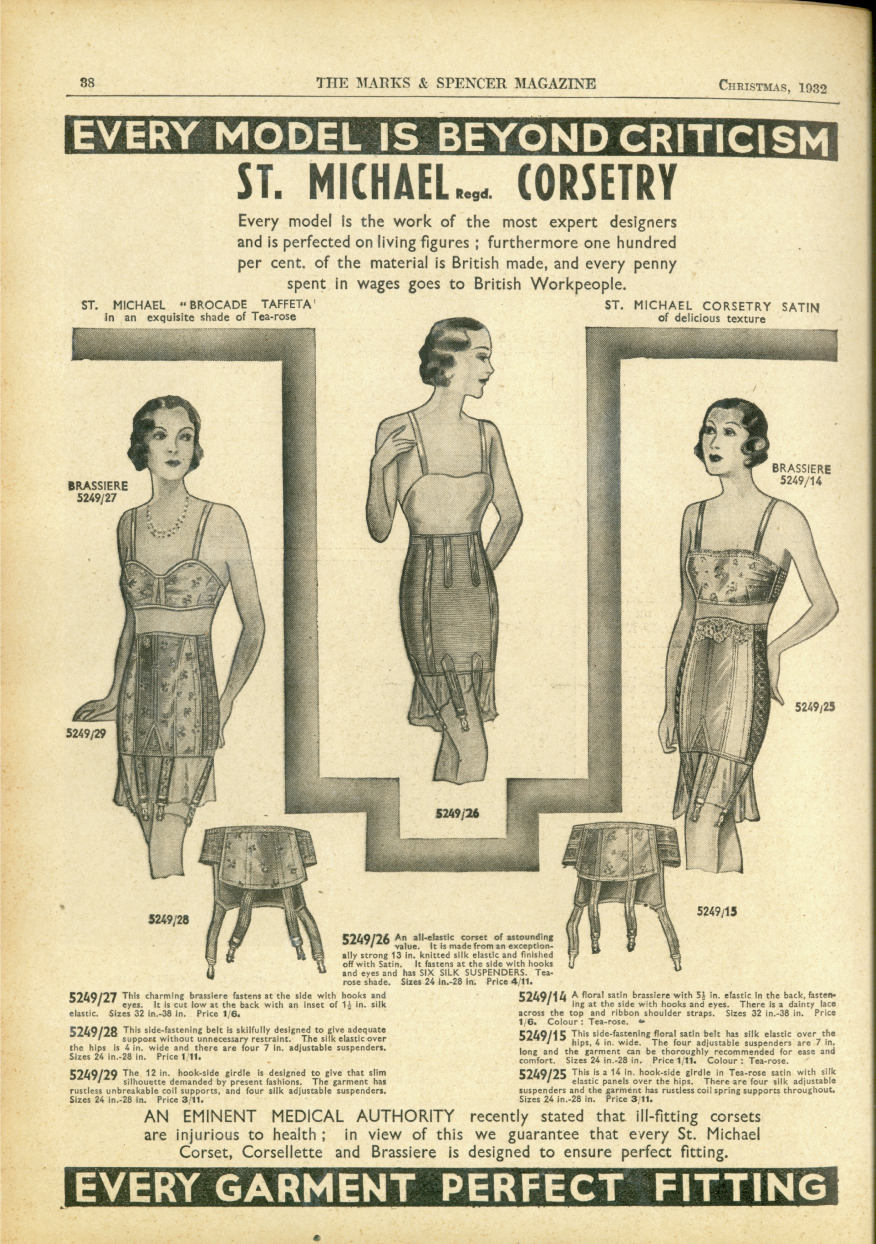 38
THE MARKS & SPENCER MAGAZINE
CHRISTMAS, 1932
EVERY MODEL IS BEYOND CRITICISM
ST. MICHAEL Regd. CORSETRY
Every model is the work of the most expert designers
and is perfected on living figures ; furthermore one hundred
per cent. of the material is British made, and every penny
spent in wages goes to British Workpeople.
ST. MICHAEL "BROCADE TAFFETA'
in an exquisite shade of Tea-rose
ST. MICHAEL CORSETRY SATIN
of delicious texture
BRASSIERE
5249/27
BRASSIERE
5249/14
5249/29
5249/25
5249/26
5249/28
5249/15
5249/26 An all-elastic corset of astounding
value. It is made from an exception-
ally strong 13 in. knitted silk elastic and finished
off with Satin. It fastens at the side with hooks
and eyes and has SIX SILK SUSPENDERS. Tea-
rose shade. Sizes 24 in.-28 in. Price 4/11.
5249/27 This charming brassiere fastens at the side with hooks and
eyes. It is cut low at the back with an inset of 1½ in. silk
elastic. Sizes 32 in.-38 in. Price 1/6.
5249/28 This side-fastening belt is skilfully designed to give adequate
support without unnecessary restraint. The silk elastic over
the hips is 4 in. wide and there are four 7 in. adjustable suspenders.
Sizes 24 in.-28 in. Price 1/11.
5249/29 The 12 in. hook-side girdle is designed to give that slim
silhouette demanded by present fashions. The garment has
rustless unbreakable coil supports, and four silk adjustable suspenders.
Sizes 24 in.-28 in. Price 3/11.
5249/14 A floral satin brassiere with 5½ in. elastic in the back, fasten-
ing at the side with hooks and eyes. There is a dainty lace
across the top and ribbon shoulder straps. Sizes 32 in.-38 in. Price
1/6. Colour : Tea-rose.
5249/15 This side-fastening floral satin belt has silk elastic over the
hips, 4 in. wide. The four adjustable suspenders are 7 in.
long and the garment can be thoroughly recommended for ease and
comfort. Sizes 24 in.-28 in. Price 1/11. Colour : Tea-rose.
5249/25 This is a 14 in. hook-side girdle in Tea-rose satin with silk
elastic panels over the hips. There are four silk adjustable
suspenders and the garment has rustless coil spring supports throughout.
Sizes 24 in.-28 in. Price 3/11.
AN EMINENT MEDICAL AUTHORITY recently stated that ill-fitting corsets
are injurious to health ; in view of this we guarantee that every St. Michael
Corset, Corsellette and Brassiere is designed to ensure perfect fitting.
EVERY GARMENT PERFECT FITTING